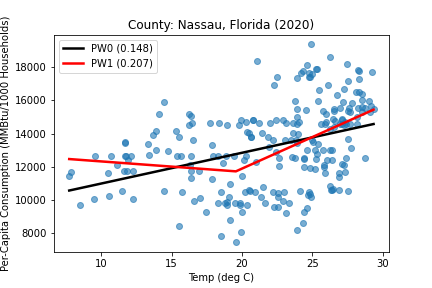 County: Nassau, Florida (2020)
PW0 (0.148)
PW1 (0.207)
Per-Capita Consumption (MMBtu/1000 Households)
18000
16000
14000
12000
10000
8000
10
15
20
25
30
Temp (deg C)